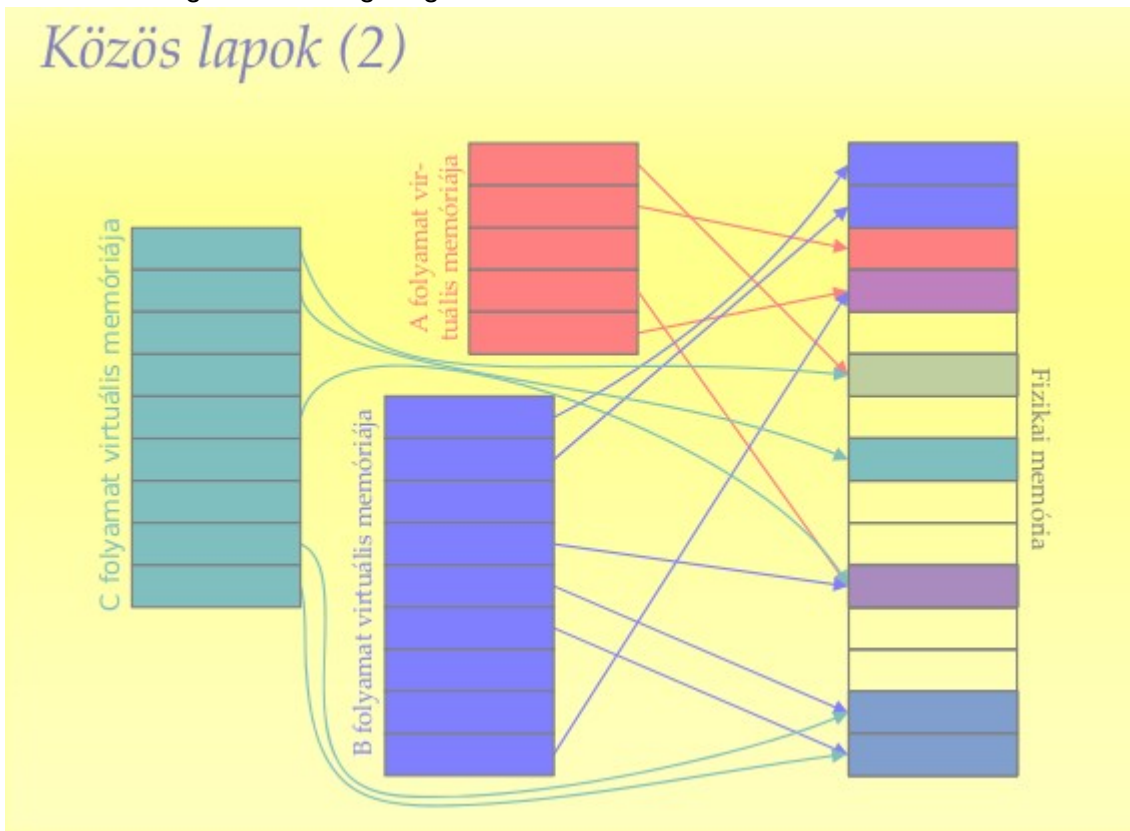 Közös lapok (2)
C folyamat virtuális memóriája
A folyamat vir-
tuális memóriája
B folyamat virtuális memóriája
Fizikai memória